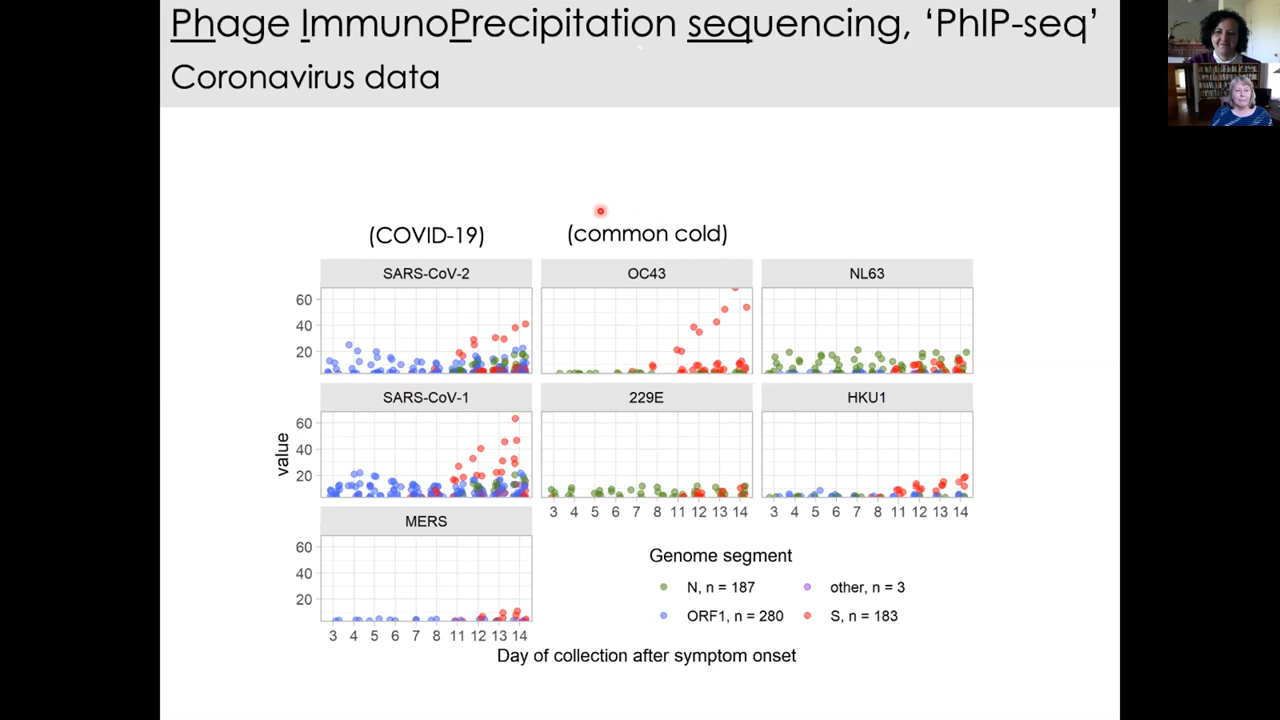 Phage ImmunoPrecipitation sequencing, ‘PhIP-seq’
Coronavirus data
(COVID-19)
(common cold)
SARS-CoV-2
OC43
NL63
60
40
20
SARS-CoV-1
229E
HKU1
60
40
20
value
3 4 5 6 7 8 11 12 13 14
3 4 5 6 7 8 11 12 13 14
MERS
60
40
20
3 4 5 6 7 8 11 12 13 14
Genome segment
N, n = 187
other, n = 3
ORF1, n = 280
S, n = 183
Day of collection after symptom onset